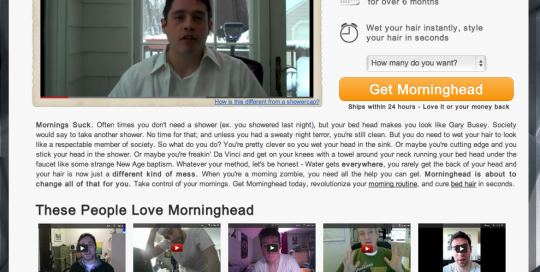 for over 6 months
Wet your hair instantly, style
your hair in seconds
How many do you want?
Get Morninghead
Ships within 24 hours - Love it or your money back
How is this different from a showercap?
Mornings Suck. Often times you don't need a shower (ex. you showered last night), but your bed head makes you look like Gary Busey. Society
would say to take another shower. No time for that; and unless you had a sweaty night terror, you're still clean. But you do need to wet your hair to look
like a respectable member of society. So what do you do? You're pretty clever so you wet your head in the sink. Or maybe you're cutting edge and you
stick your head in the shower. Or maybe you're freakin' Da Vinci and get on your knees with a towel around your neck running your bed head under the
faucet like some strange New Age baptism. Whatever your method, let's be honest - Water gets everywhere, you rarely get the back of your head and
your hair is now just a different kind of mess. When you're a morning zombie, you need all the help you can get. Morninghead is about to
change all of that for you. Take control of your mornings. Get Morninghead today, revolutionize your morning routine, and cure bed hair in seconds.
These People Love Morninghead